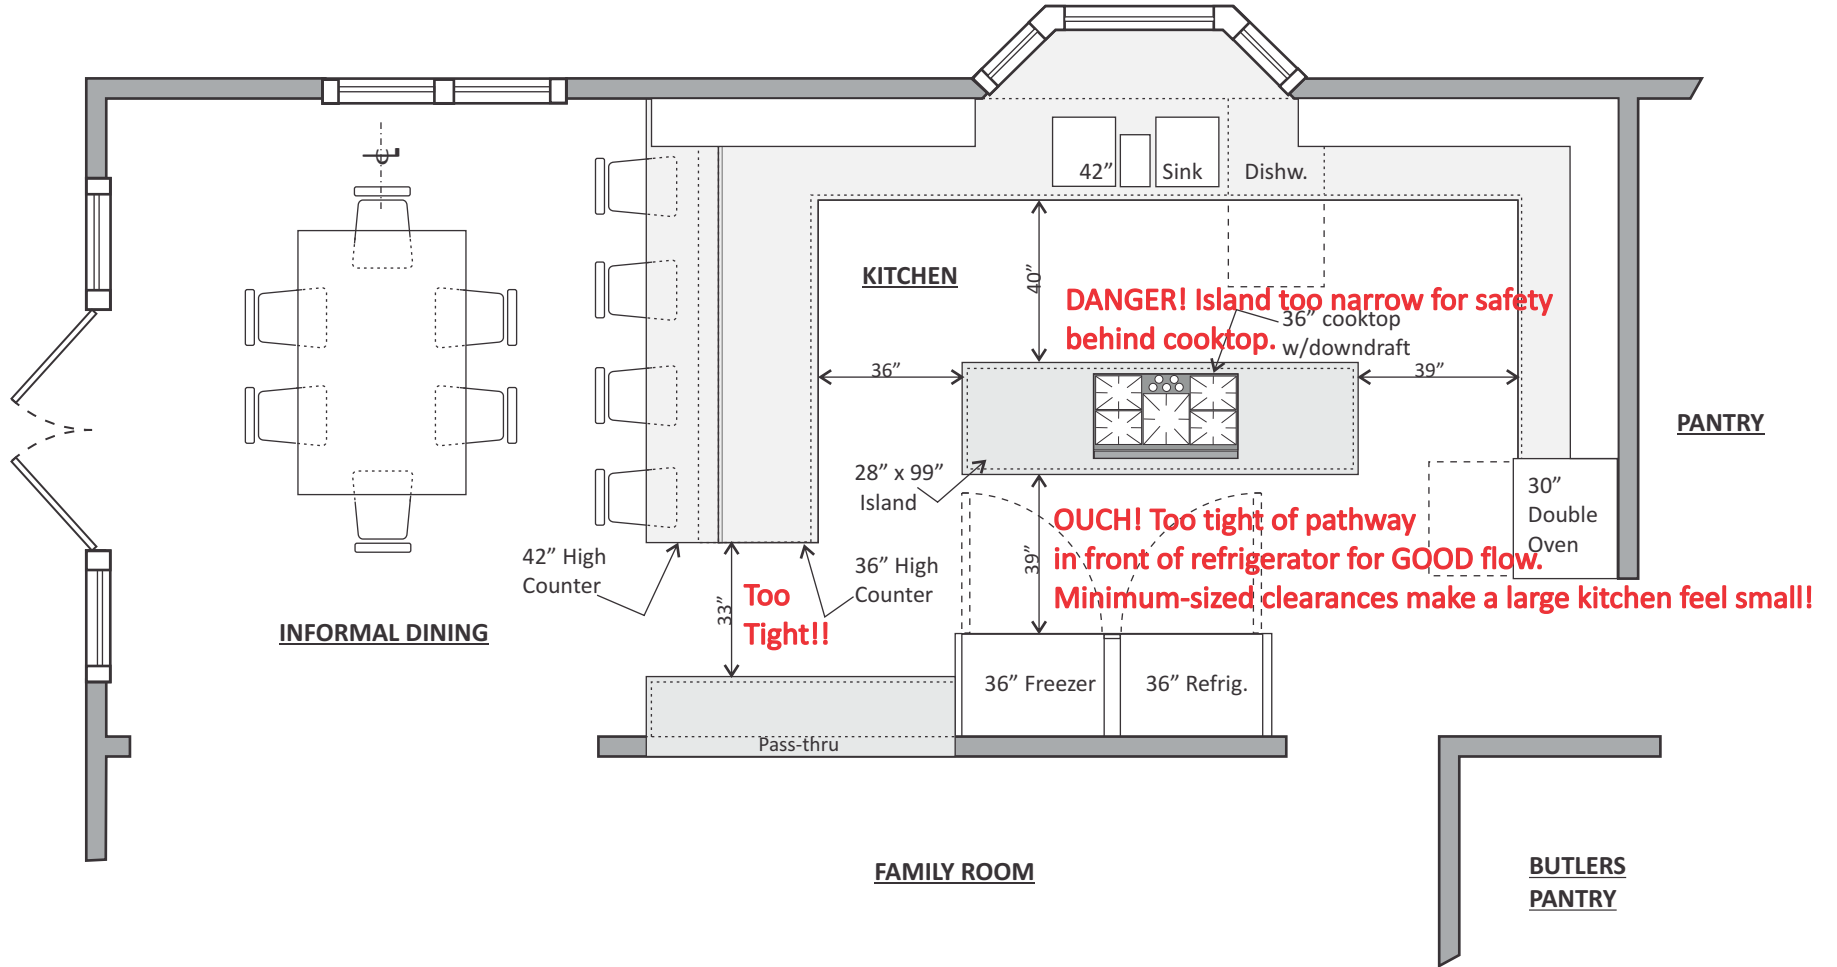 42”
Sink
Dishw.
KITCHEN
40”
DANGER! Island too narrow for safety
behind cooktop.
36” cooktop
w/downdraft
36”
39”
PANTRY
28” x 99”
Island
30”
Double
Oven
OUCH! Too tight of pathway
in front of refrigerator for GOOD flow.
Minimum-sized clearances make a large kitchen feel small!
39”
42” High
Counter
36” High
Counter
33”
Too
Tight!!
INFORMAL DINING
36” Freezer
36” Refrig.
Pass-thru
FAMILY ROOM
BUTLERS
PANTRY